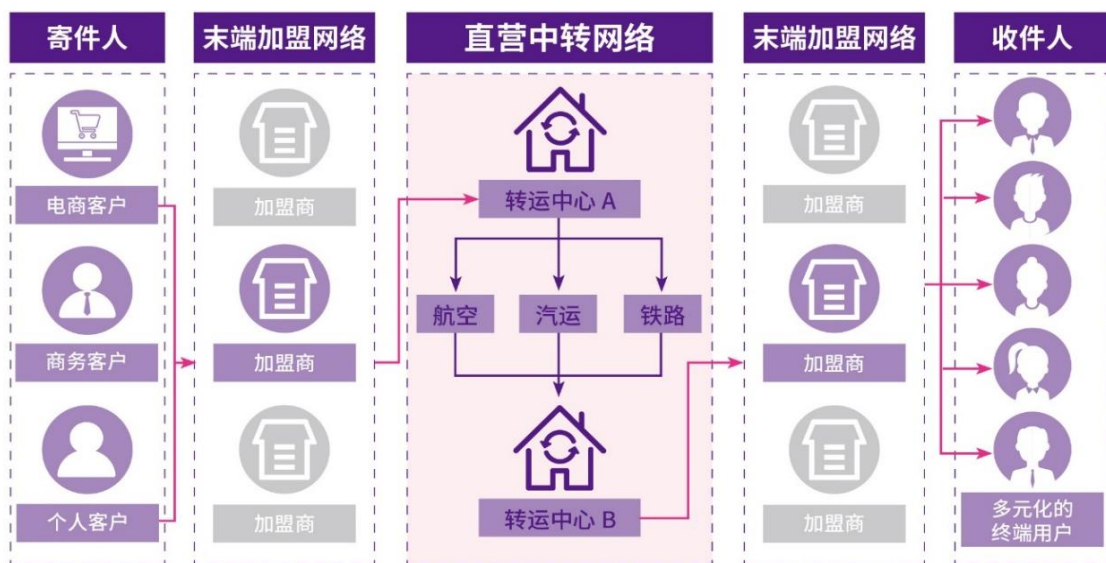 寄件人
末端加盟网络
直营中转网络
末端加盟网络
收件人
电商客户
商务客户
个人客户
加盟商
加盟商
加盟商
转运中心 A
航空
汽运
铁路
转运中心 B
加盟商
加盟商
加盟商
多元化的
终端用户